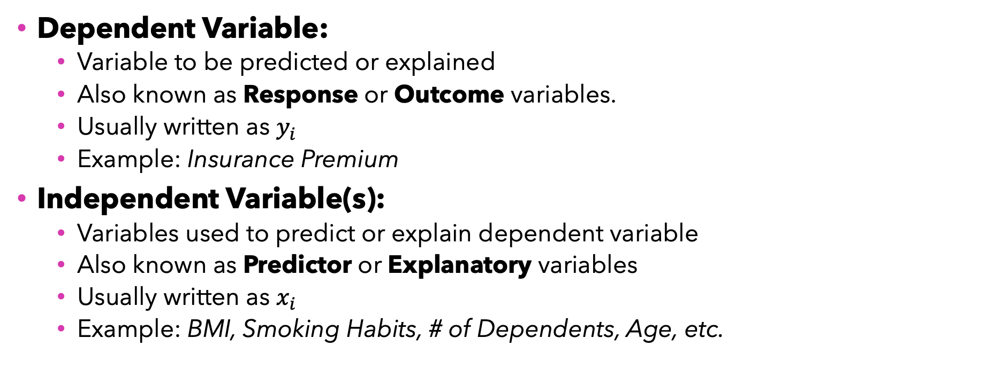 • Dependent Variable:
• Variable to be predicted or explained
• Also known as Response or Outcome variables.
• Usually written as yᵢ
• Example: Insurance Premium
• Independent Variable(s):
• Variables used to predict or explain dependent variable
• Also known as Predictor or Explanatory variables
• Usually written as xᵢ
• Example: BMI, Smoking Habits, # of Dependents, Age, etc.